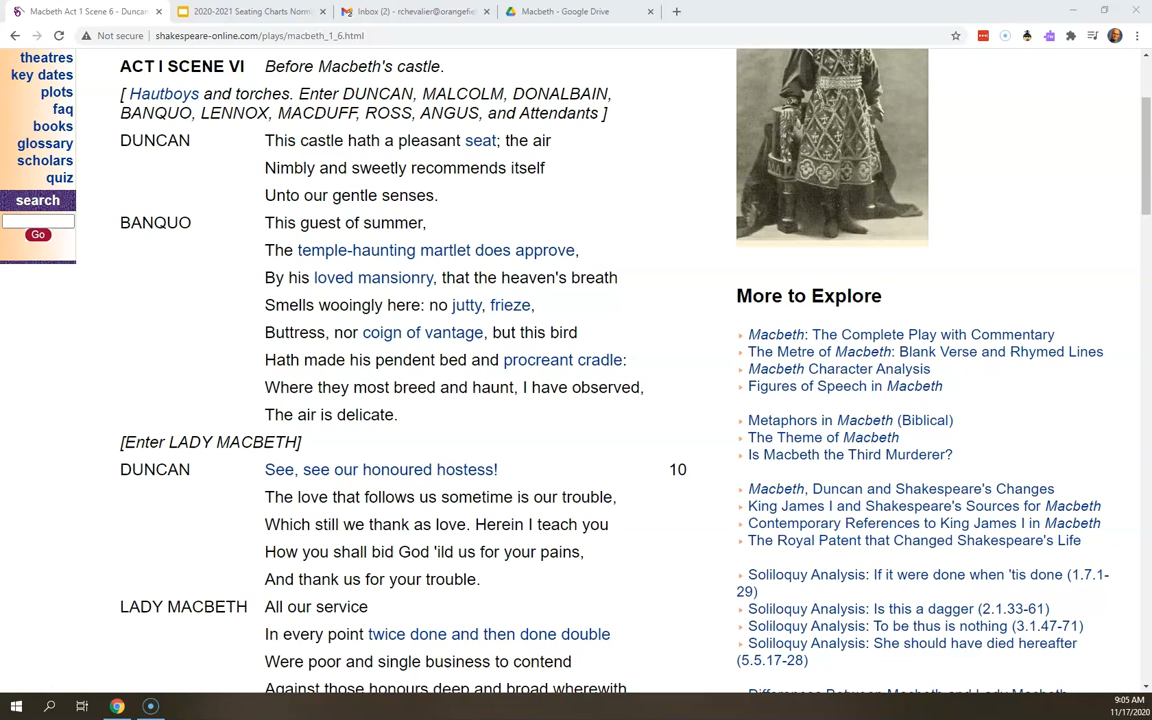 Macbeth Act 1 Scene 6 - Duncan
2020-2021 Seating Charts Norm
Inbox (2) - rchevalier@orangefi
Macbeth - Google Drive
Not secure | shakespeare-online.com/plays/macbeth_1_6.html
theatres
key dates
plots
faq
books
glossary
scholars
quiz
search
Go
ACT I SCENE VI Before Macbeth's castle.
[ Hautboys and torches. Enter DUNCAN, MALCOLM, DONALBAIN,
BANQUO, LENNOX, MACDUFF, ROSS, ANGUS, and Attendants ]
DUNCAN This castle hath a pleasant seat; the air
Nimbly and sweetly recommends itself
Unto our gentle senses.
BANQUO This guest of summer,
The temple-haunting martlet does approve,
By his loved mansionry, that the heaven's breath
Smells wooingly here: no jutty, frieze,
Buttress, nor coign of vantage, but this bird
Hath made his pendent bed and procreant cradle:
Where they most breed and haunt, I have observed,
The air is delicate.
[Enter LADY MACBETH]
DUNCAN See, see our honoured hostess! 10
The love that follows us sometime is our trouble,
Which still we thank as love. Herein I teach you
How you shall bid God 'ild us for your pains,
And thank us for your trouble.
LADY MACBETH All our service
In every point twice done and then done double
Were poor and single business to contend
Against those honours deep and broad wherewith
More to Explore
Macbeth: The Complete Play with Commentary
The Metre of Macbeth: Blank Verse and Rhymed Lines
Macbeth Character Analysis
Figures of Speech in Macbeth
Metaphors in Macbeth (Biblical)
The Theme of Macbeth
Is Macbeth the Third Murderer?
Macbeth, Duncan and Shakespeare's Changes
King James I and Shakespeare's Sources for Macbeth
Contemporary References to King James I in Macbeth
The Royal Patent that Changed Shakespeare's Life
Soliloquy Analysis: If it were done when 'tis done (1.7.1-
29)
Soliloquy Analysis: Is this a dagger (2.1.33-61)
Soliloquy Analysis: To be thus is nothing (3.1.47-71)
Soliloquy Analysis: She should have died hereafter
(5.5.17-28)
Differences Between Macbeth and Lady Macbeth
9:05 AM
11/17/2020